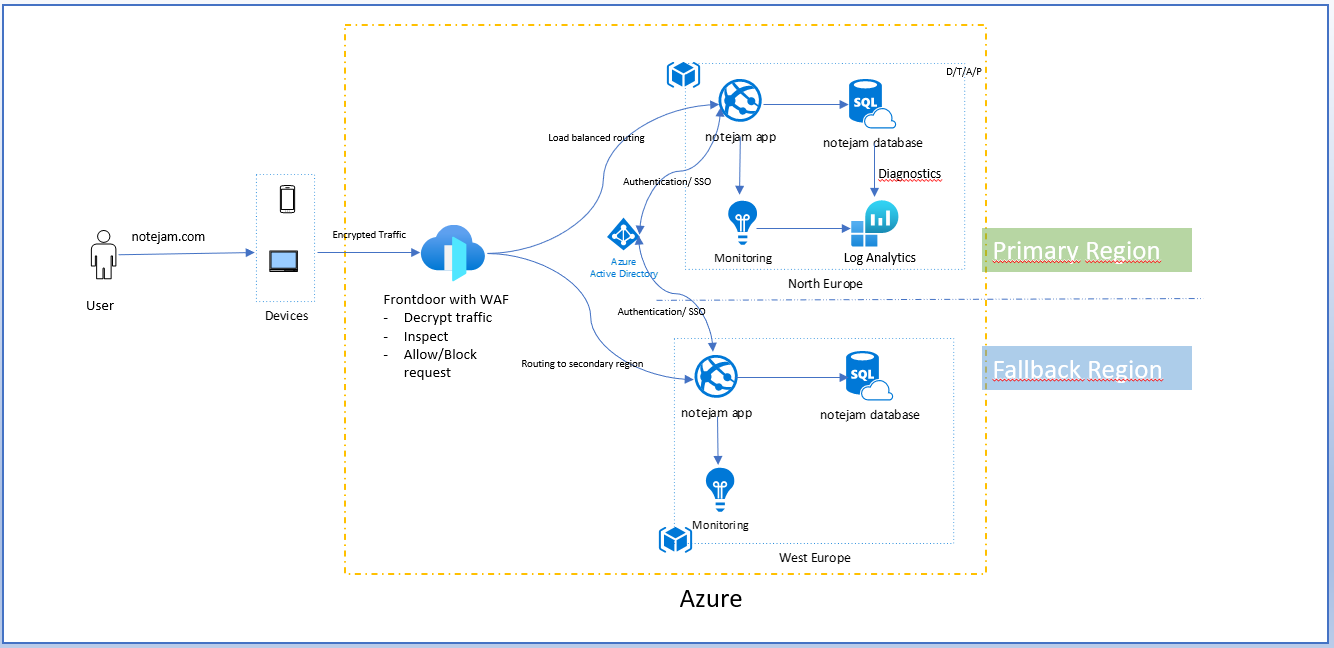 D/T/A/P
SQL
notejam app
notejam database
Load balanced routing
Diagnostics
Authentication/ SSO
notejam.com
Encrypted Traffic
Primary Region
Monitoring
Log Analytics
Azure
Active Directory
North Europe
User
Devices
Frontdoor with WAF
- Decrypt traffic
- Inspect
- Allow/Block
request
Authentication/ SSO
Routing to secondary region
Fallback Region
SQL
notejam app
notejam database
Monitoring
West Europe
Azure